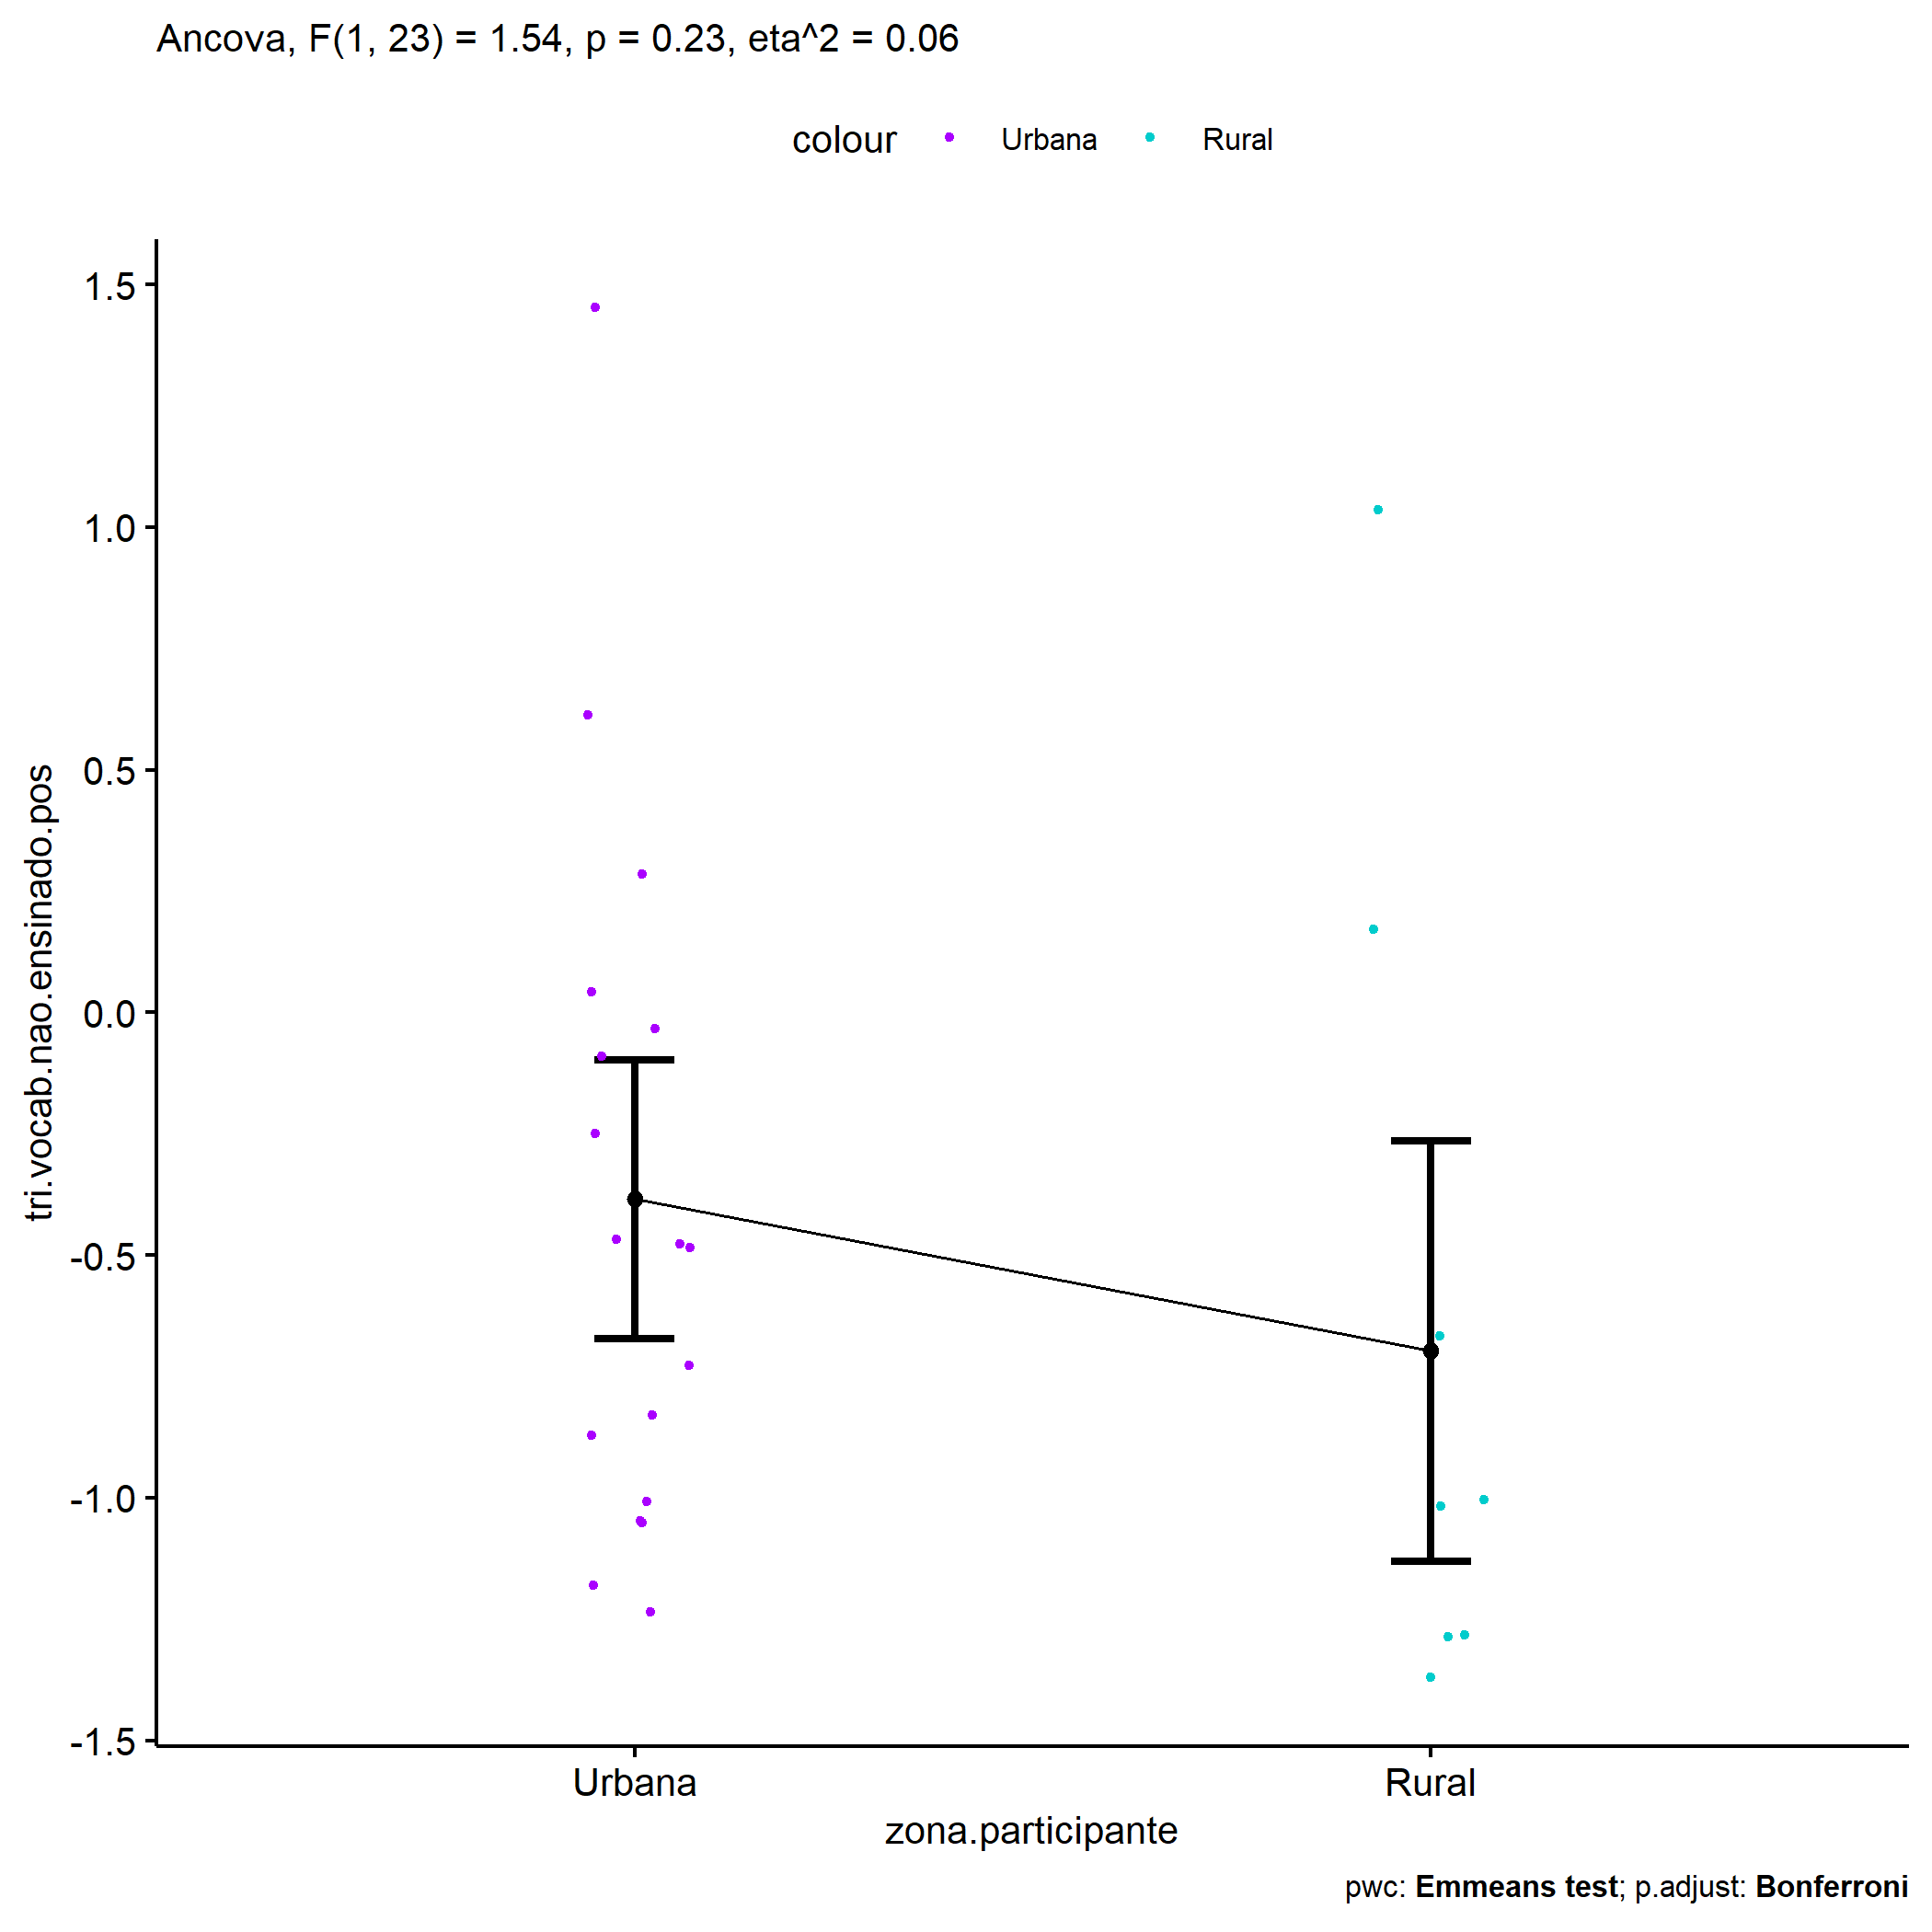 Ancova, F(1, 23) = 1.54, p = 0.23, eta^2 = 0.06
colour Urbana Rural
tri.vocab.nao.ensinado.pos
1.5
1.0
0.5
0.0
-0.5
-1.0
-1.5
Urbana Rural
zona.participante
pwc: Emmeans test; p.adjust: Bonferroni